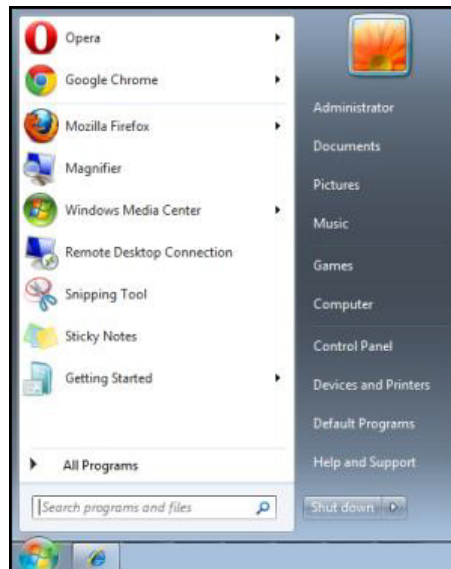 Opera
Google Chrome
Mozilla Firefox
Magnifier
Windows Media Center
Remote Desktop Connection
Snipping Tool
Sticky Notes
Getting Started
All Programs
Search programs and files
Administrator
Documents
Pictures
Music
Games
Computer
Control Panel
Devices and Printers
Default Programs
Help and Support
Shut down